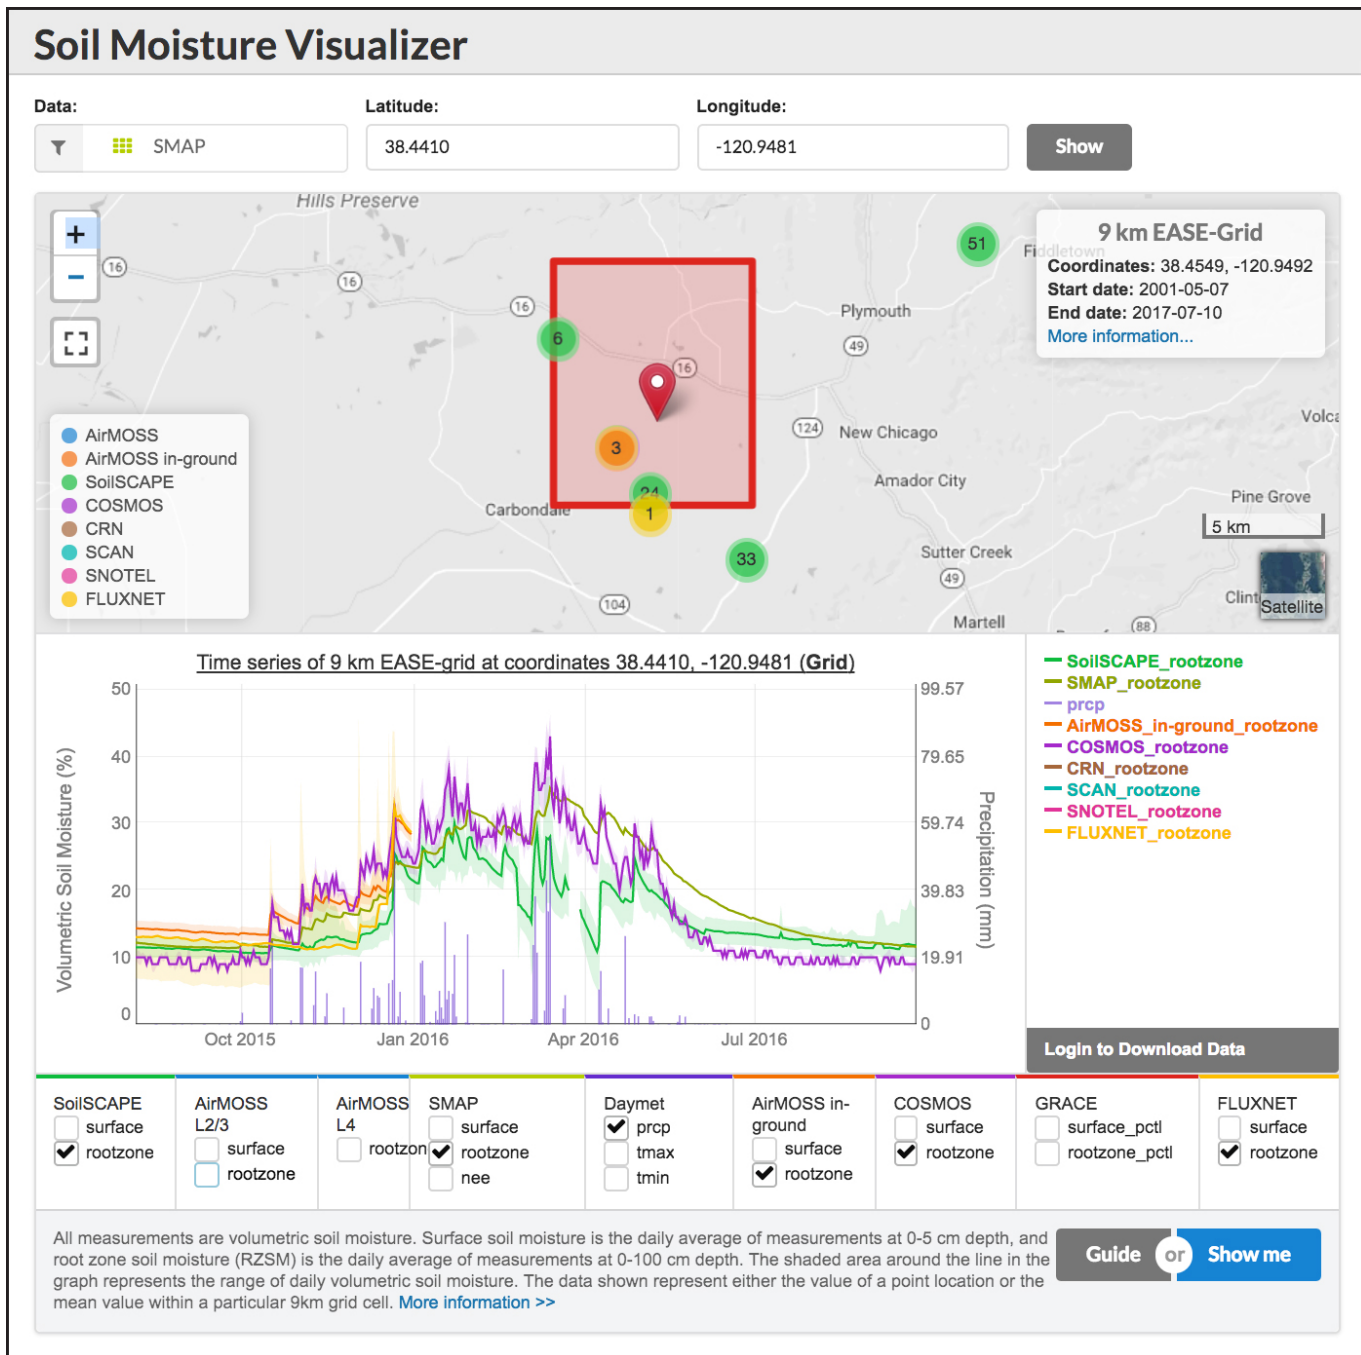 Soil Moisture Visualizer
Data:
Latitude:
Longitude:
SMAP
38.4410
-120.9481
Show
Hills Preserve
+
−
16
16
16
16
6
51
Fiddletown
9 km EASE-Grid
Coordinates: 38.4549, -120.9492
Start date: 2001-05-07
End date: 2017-07-10
More information...
Plymouth
49
124
New Chicago
Amador City
Pine Grove
5 km
Carbondale
3
24
1
33
Sutter Creek
49
104
Martell
88
Satellite
AirMOSS
AirMOSS in-ground
SoilSCAPE
COSMOS
CRN
SCAN
SNOTEL
FLUXNET
Time series of 9 km EASE-grid at coordinates 38.4410, -120.9481 (Grid)
Volumetric Soil Moisture (%)
50
40
30
20
10
0
99.57
79.65
59.74
39.83
19.91
0
Precipitation (mm)
Oct 2015
Jan 2016
Apr 2016
Jul 2016
SoilSCAPE_rootzone
SMAP_rootzone
prcp
AirMOSS_in-ground_rootzone
COSMOS_rootzone
CRN_rootzone
SCAN_rootzone
SNOTEL_rootzone
FLUXNET_rootzone
Login to Download Data
SoilSCAPE
surface
rootzone
AirMOSS
L2/3
surface
rootzone
AirMOSS
L4
rootzon
SMAP
surface
rootzone
nee
Daymet
prcp
tmax
tmin
AirMOSS in-
ground
surface
rootzone
COSMOS
surface
rootzone
GRACE
surface_pctl
rootzone_pctl
FLUXNET
surface
rootzone
All measurements are volumetric soil moisture. Surface soil moisture is the daily average of measurements at 0-5 cm depth, and
root zone soil moisture (RZSM) is the daily average of measurements at 0-100 cm depth. The shaded area around the line in the
graph represents the range of daily volumetric soil moisture. The data shown represent either the value of a point location or the
mean value within a particular 9km grid cell. More information >>
Guide or Show me